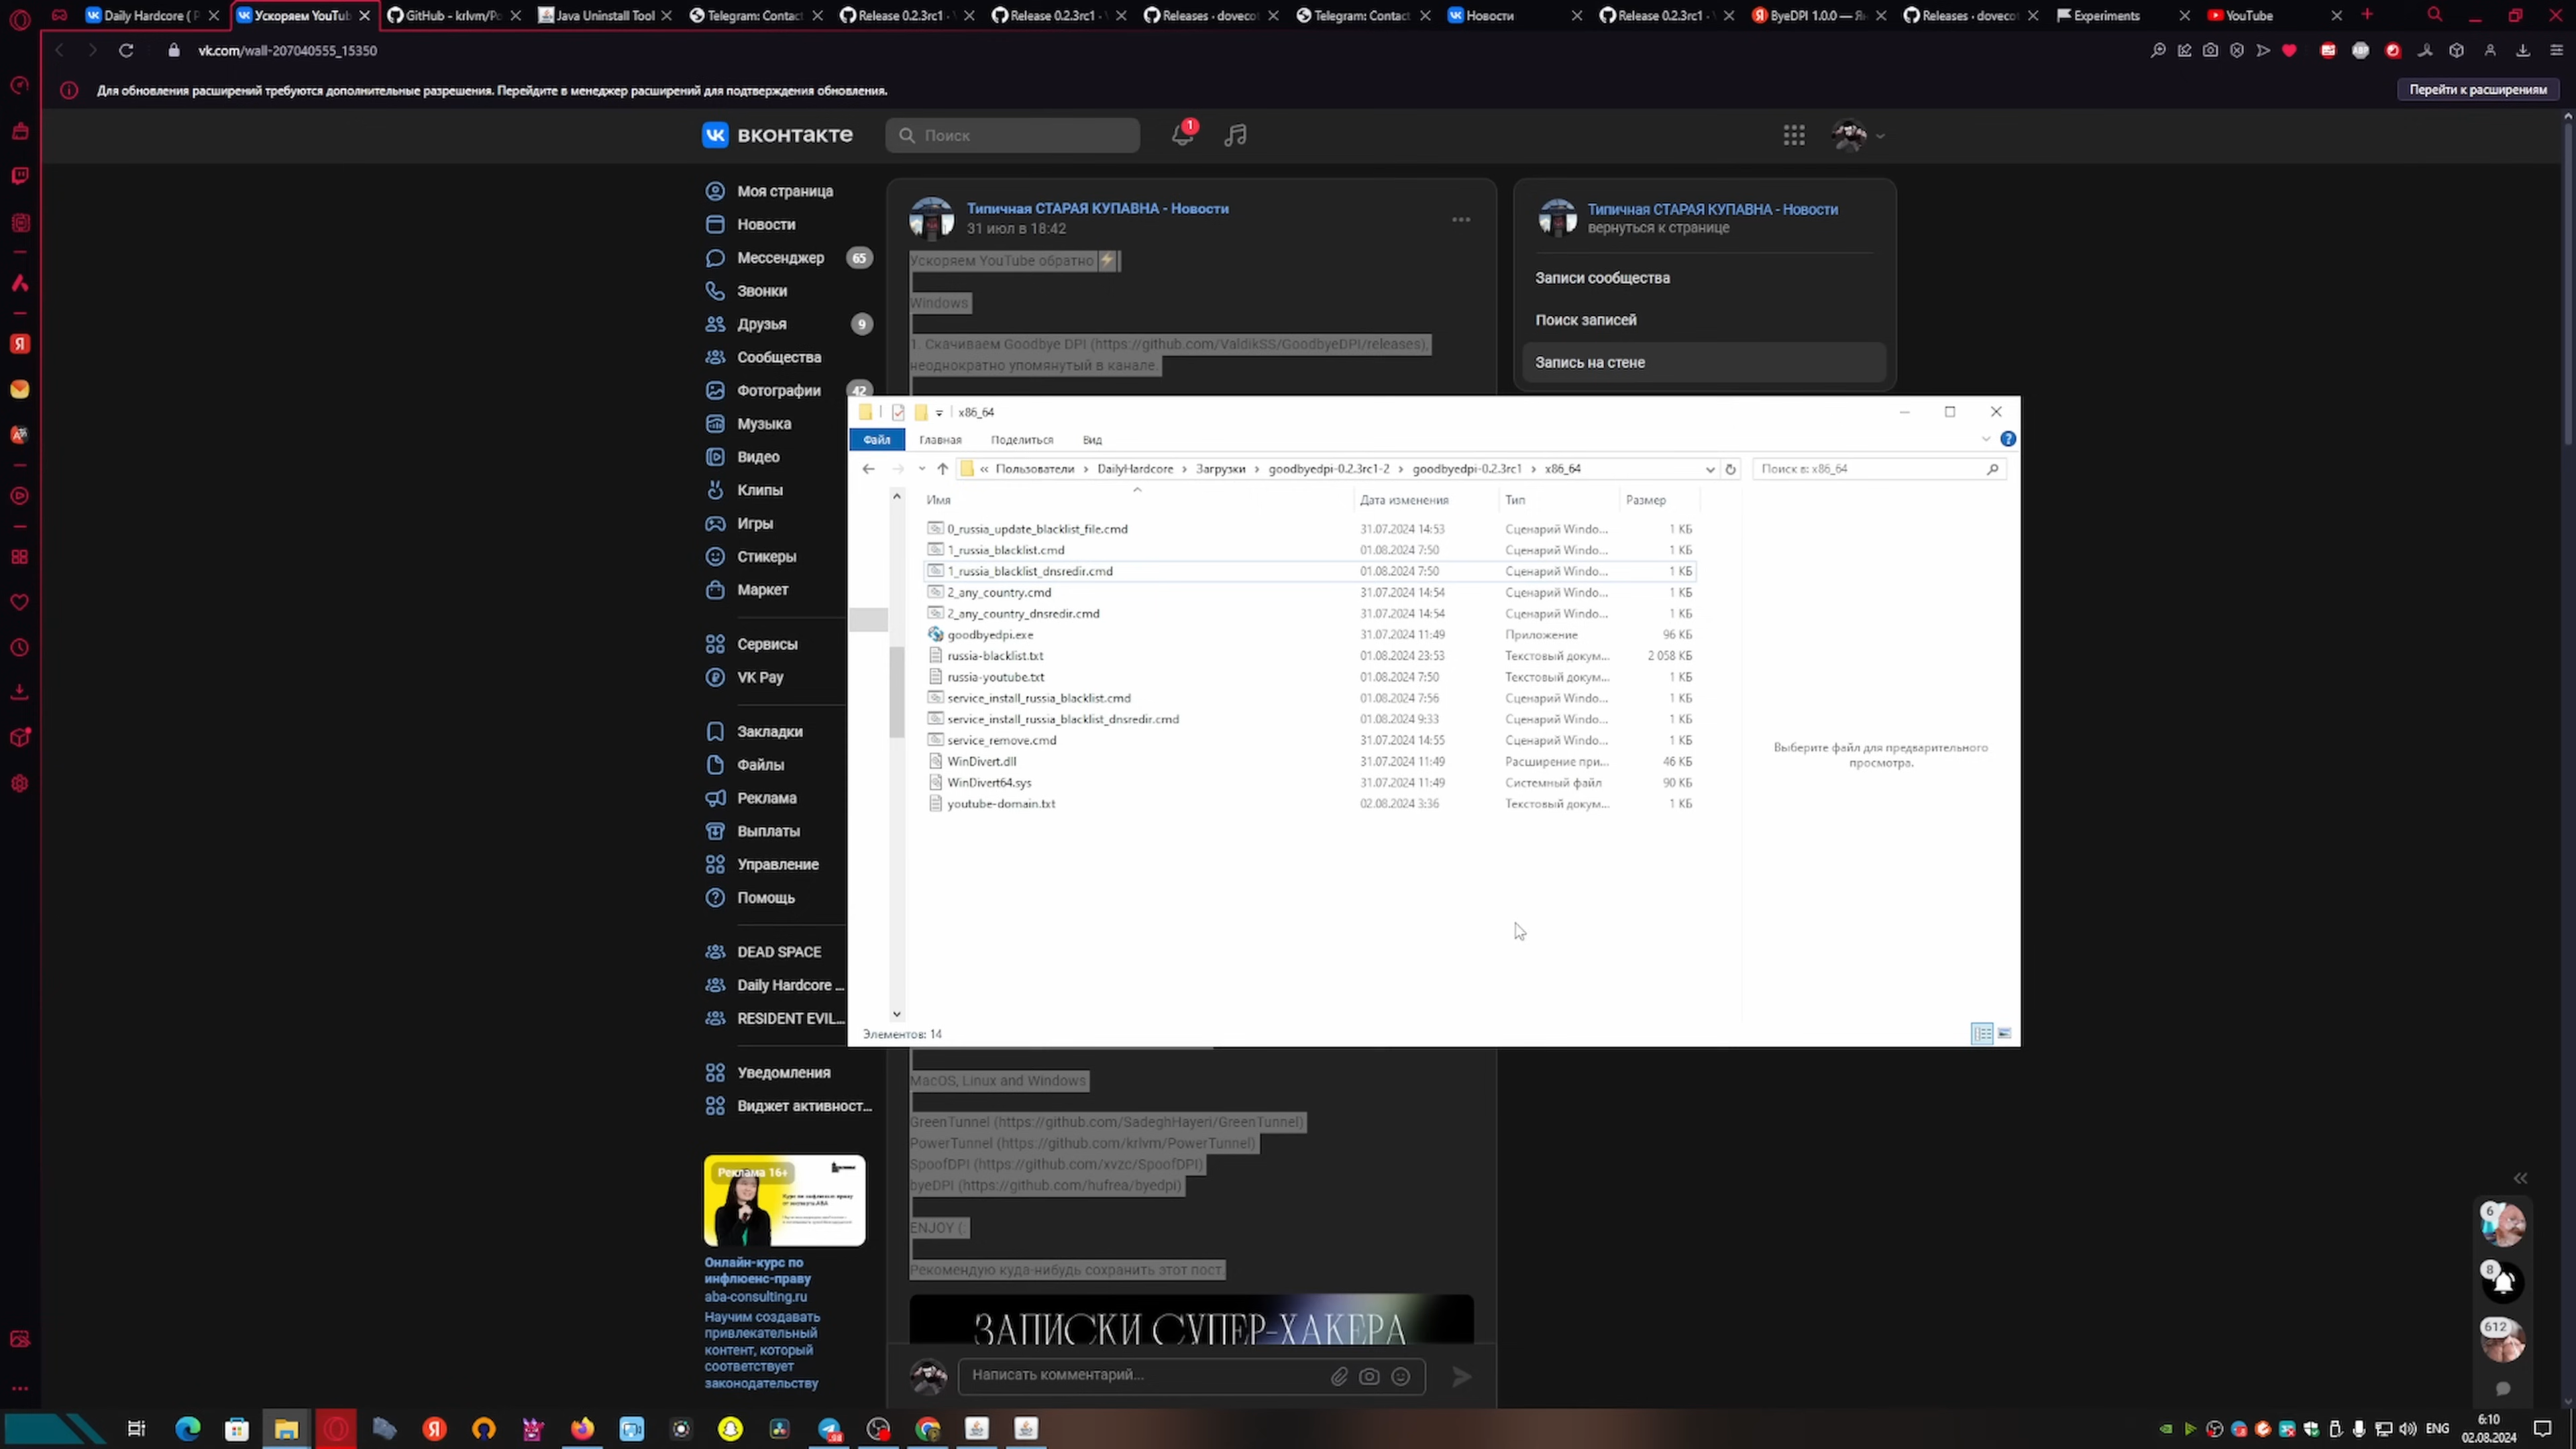 Daily Hardcore ( Р
Ускоряем YouTub
GitHub - krlvm/Po
Java Uninstall Tool
Telegram: Contact
Release 0.2.3rc1 ·
Release 0.2.3rc1 ·
Releases · doveco
Telegram: Contact
Новости
Release 0.2.3rc1 ·
ByeDPI 1.0.0 — Ян
Releases · doveco
Experiments
YouTube
vk.com/wall-207040555_15350
Для обновления расширений требуются дополнительные разрешения. Перейдите в менеджер расширений для подтверждения обновления.
Перейти к расширениям
ВКОНТАКТЕ
Поиск
1
Моя страница
Новости
Мессенджер 65
Звонки
Друзья 9
Сообщества
Фотографии 42
Музыка
Видео
Клипы
Игры
Стикеры
Маркет
Сервисы
VK Pay
Закладки
Файлы
Реклама
Выплаты
Управление
Помощь
DEAD SPACE
Daily Hardcore ...
RESIDENT EVIL...
Уведомления
Виджет активност...
Реклама 16+
Онлайн-курс по
инфлюенс-праву
aba-consulting.ru
Научим создавать
привлекательный
контент, который
соответствует
законодательству
Типичная СТАРАЯ КУПАВНА - Новости
31 июл в 18:42
Ускоряем YouTube обратно ⚡
Windows
1. Скачиваем Goodbye DPI (https://github.com/ValdikSS/GoodbyeDPI/releases),
неоднократно упомянутый в канале.
Типичная СТАРАЯ КУПАВНА - Новости
вернуться к странице
Записи сообщества
Поиск записей
Запись на стене
x86_64
Файл Главная Поделиться Вид
« Пользователи › DailyHardcore › Загрузки › goodbyedpi-0.2.3rc1-2 › goodbyedpi-0.2.3rc1 › x86_64
Поиск в: x86_64
Имя Дата изменения Тип Размер
0_russia_update_blacklist_file.cmd 31.07.2024 14:53 Сценарий Windo... 1 КБ
1_russia_blacklist.cmd 01.08.2024 7:50 Сценарий Windo... 1 КБ
1_russia_blacklist_dnsredir.cmd 01.08.2024 7:50 Сценарий Windo... 1 КБ
2_any_country.cmd 31.07.2024 14:54 Сценарий Windo... 1 КБ
2_any_country_dnsredir.cmd 31.07.2024 14:54 Сценарий Windo... 1 КБ
goodbyedpi.exe 31.07.2024 11:49 Приложение 96 КБ
russia-blacklist.txt 01.08.2024 23:53 Текстовый докум... 2 058 КБ
russia-youtube.txt 01.08.2024 7:50 Текстовый докум... 1 КБ
service_install_russia_blacklist.cmd 01.08.2024 7:56 Сценарий Windo... 1 КБ
service_install_russia_blacklist_dnsredir.cmd 01.08.2024 9:33 Сценарий Windo... 1 КБ
service_remove.cmd 31.07.2024 14:55 Сценарий Windo... 1 КБ
WinDivert.dll 31.07.2024 11:49 Расширение при... 46 КБ
WinDivert64.sys 31.07.2024 11:49 Системный файл 90 КБ
youtube-domain.txt 02.08.2024 3:36 Текстовый докум... 1 КБ
Выберите файл для предварительного
просмотра.
Элементов: 14
MacOS, Linux and Windows
GreenTunnel (https://github.com/SadeghHayeri/GreenTunnel)
PowerTunnel (https://github.com/krlvm/PowerTunnel)
SpoofDPI (https://github.com/xvzc/SpoofDPI)
byeDPI (https://github.com/hufrea/byedpi)
ENJOY (:
Рекомендую куда-нибудь сохранить этот пост.
ЗАПИСКИ СУПЕР-ХАКЕРА
Написать комментарий...
6
8
612
ENG
6:10
02.08.2024